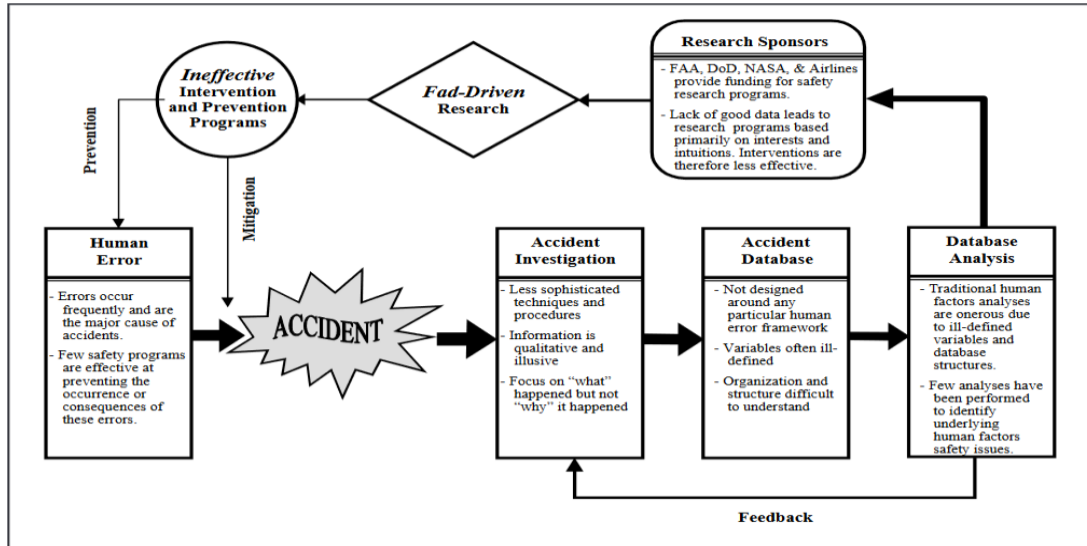 Research Sponsors
- FAA, DoD, NASA, & Airlines
provide funding for safety
research programs.
- Lack of good data leads to
research programs based
primarily on interests and
intuitions. Interventions are
therefore less effective.
Fad-Driven
Research
Ineffective
Intervention
and Prevention
Programs
Prevention
Mitigation
Human
Error
- Errors occur
frequently and are
the major cause of
accidents.
- Few safety programs
are effective at
preventing the
occurrence or
consequences of
these errors.
ACCIDENT
Accident
Investigation
- Less sophisticated
techniques and
procedures
- Information is
qualitative and
illusive
- Focus on “what”
happened but not
“why” it happened
Accident
Database
- Not designed
around any
particular human
error framework
- Variables often ill-
defined
- Organization and
structure difficult
to understand
Database
Analysis
- Traditional human
factors analyses
are onerous due
to ill-defined
variables and
database
structures.
- Few analyses have
been performed
to identify
underlying
human factors
safety issues.
Feedback